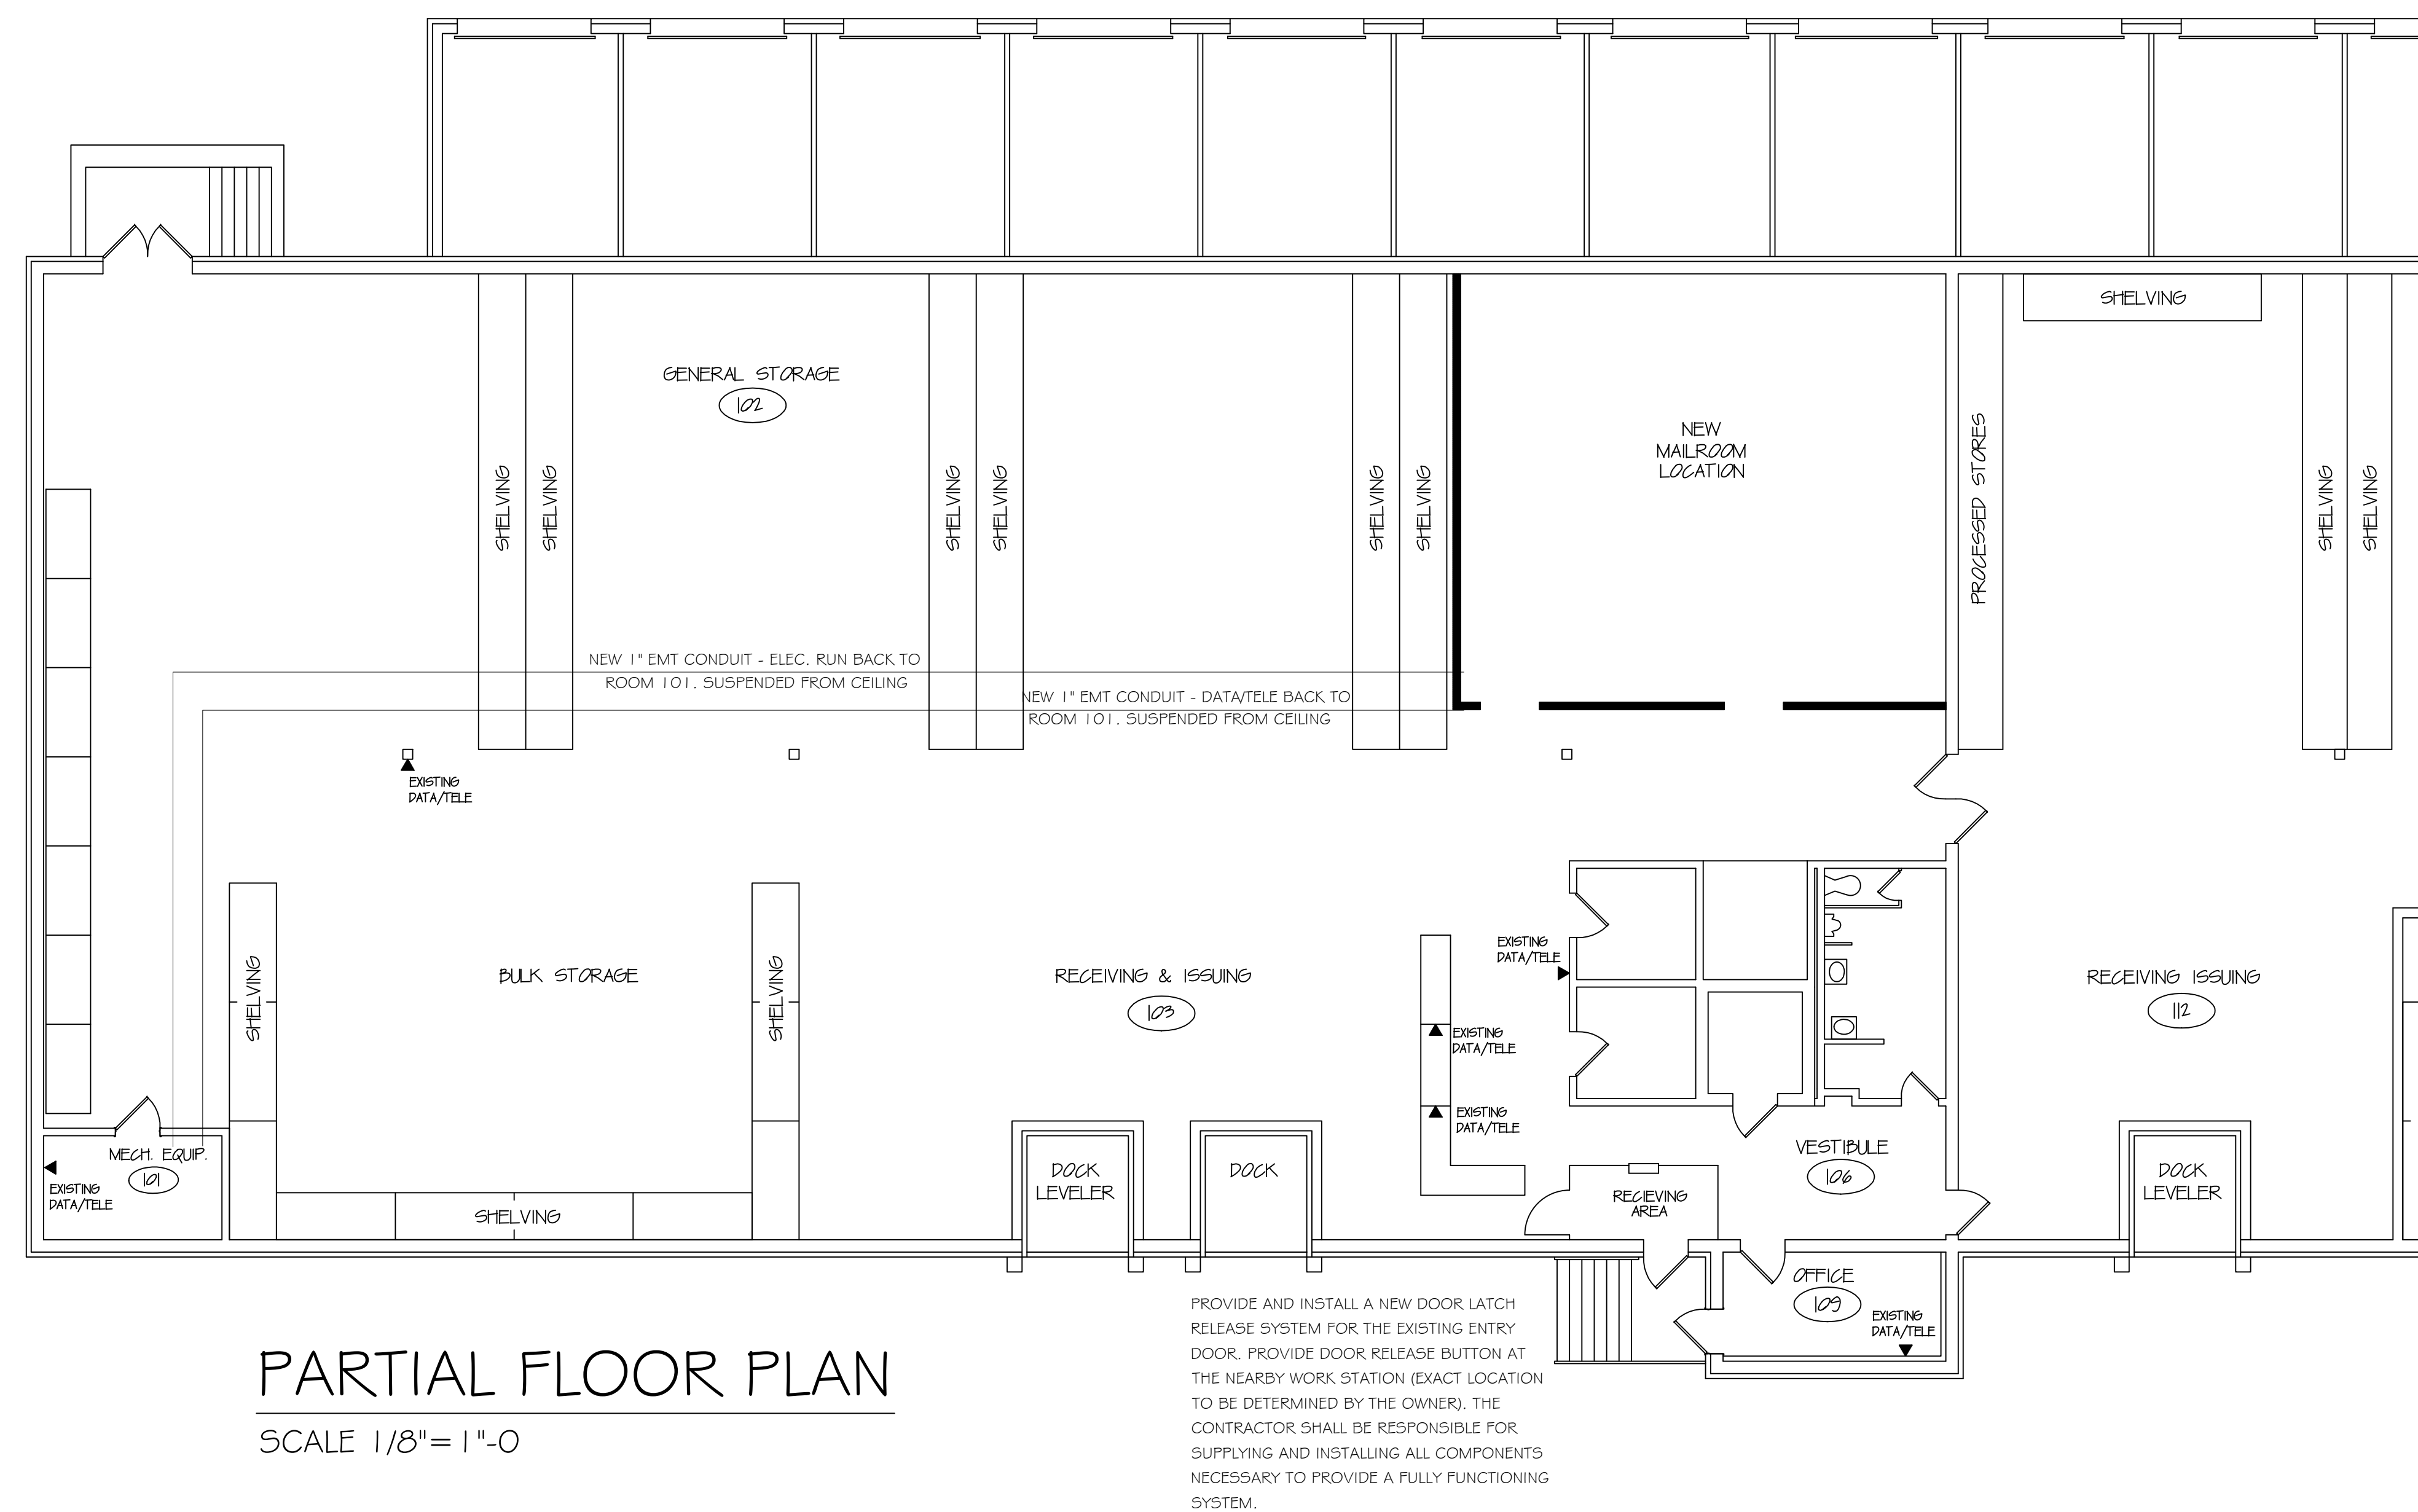 SHELVING
GENERAL STORAGE
102
NEW
MAILROOM
LOCATION
PROCESSED STORES
SHELVING
SHELVING
SHELVING
SHELVING
SHELVING
SHELVING
SHELVING
SHELVING
NEW 1" EMT CONDUIT - ELEC. RUN BACK TO
ROOM 101. SUSPENDED FROM CEILING
NEW 1" EMT CONDUIT - DATA/TELE BACK TO
ROOM 101. SUSPENDED FROM CEILING
EXISTING
DATA/TELE
SHELVING
BULK STORAGE
SHELVING
RECEIVING & ISSUING
103
EXISTING
DATA/TELE
EXISTING
DATA/TELE
EXISTING
DATA/TELE
RECEIVING ISSUING
112
MECH. EQUIP.
101
EXISTING
DATA/TELE
SHELVING
DOCK
LEVELER
DOCK
RECIEVING
AREA
VESTIBULE
106
DOCK
LEVELER
OFFICE
109
EXISTING
DATA/TELE
PROVIDE AND INSTALL A NEW DOOR LATCH
RELEASE SYSTEM FOR THE EXISTING ENTRY
DOOR. PROVIDE DOOR RELEASE BUTTON AT
THE NEARBY WORK STATION (EXACT LOCATION
TO BE DETERMINED BY THE OWNER). THE
CONTRACTOR SHALL BE RESPONSIBLE FOR
SUPPLYING AND INSTALLING ALL COMPONENTS
NECESSARY TO PROVIDE A FULLY FUNCTIONING
SYSTEM.
PARTIAL FLOOR PLAN
SCALE 1/8"=1"-0